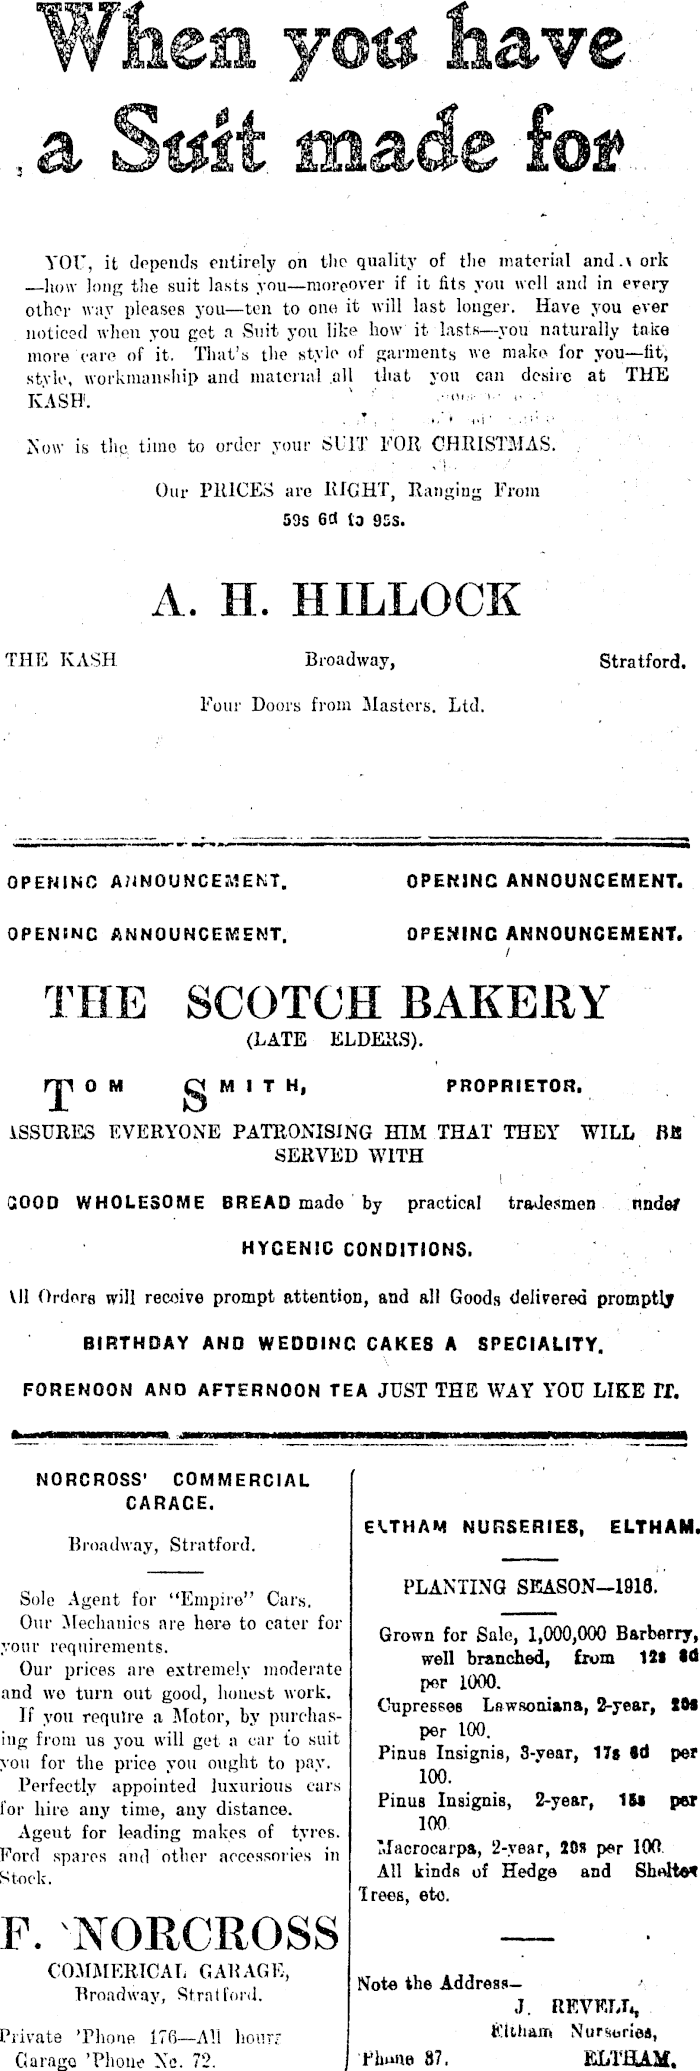 When you have
a Suit made for
YOU, it depends entirely on the quality of the material and ork
—how long the suit lasts you—moreover if it fits you well and in every
other way pleases you—ten to one it will last longer. Have you ever
noticed when you get a Suit you like how it lasts—you naturally take
more care of it. That's the style of garments we make for you—fit,
style, workmanship and material all that you can desire at THE
KASH.
Now is the time to order your SUIT FOR CHRISTMAS.
Our PRICES are RIGHT, Ranging From
59s 6d to 95s.
A. H. HILLOCK
THE KASH Broadway, Stratford.
Four Doors from Masters, Ltd.
OPENING ANNOUNCEMENT. OPENING ANNOUNCEMENT.
OPENING ANNOUNCEMENT. OPENING ANNOUNCEMENT.
THE SCOTCH BAKERY
(LATE ELDERS).
TOM SMITH, PROPRIETOR.
ASSURES EVERYONE PATRONISING HIM THAT THEY WILL BE
SERVED WITH
GOOD WHOLESOME BREAD made by practical tradesmen under
HYGENIC CONDITIONS.
All Orders will receive prompt attention, and all Goods delivered promptly
BIRTHDAY AND WEDDING CAKES A SPECIALITY.
FORENOON AND AFTERNOON TEA JUST THE WAY YOU LIKE IT.
NORCROSS' COMMERCIAL
GARAGE.
Broadway, Stratford.
Sole Agent for "Empire" Cars.
Our Mechanics are here to cater for
your requirements.
Our prices are extremely moderate
and we turn out good, honest work.
If you require a Motor, by purchas-
ing from us you will get a car to suit
you for the price you ought to pay.
Perfectly appointed luxurious cars
for hire any time, any distance.
Agent for leading makes of tyres.
Ford spares and other accessories in
Stock.
F. NORCROSS
COMMERICAL GARAGE,
Broadway, Stratford.
Private 'Phone 176—All hours
Garage 'Phone No. 72.
ELTHAM NURSERIES, ELTHAM.
PLANTING SEASON—1916.
Grown for Sale, 1,000,000 Barberry,
well branched, from 12s 6d
per 1000.
Cupresses Lawsoniana, 2-year, 20s
per 100.
Pinus Insignis, 3-year, 17s 6d per
100.
Pinus Insignis, 2-year, 15s per
100
Macrocarpa, 2-year, 20s per 100.
All kinds of Hedge and Shelter
Trees, etc.
Note the Address—
J. REVELL,
Eltham Nurseries,
'Phone 87. ELTHAM.